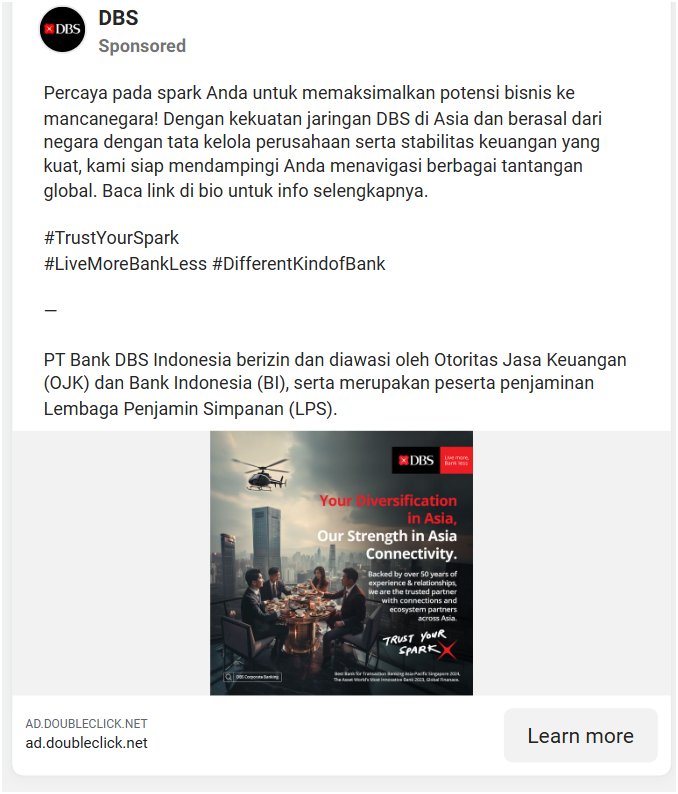 DBS
DBS
Sponsored
Percaya pada spark Anda untuk memaksimalkan potensi bisnis ke
mancanegara! Dengan kekuatan jaringan DBS di Asia dan berasal dari
negara dengan tata kelola perusahaan serta stabilitas keuangan yang
kuat, kami siap mendampingi Anda menavigasi berbagai tantangan
global. Baca link di bio untuk info selengkapnya.
#TrustYourSpark
#LiveMoreBankLess #DifferentKindofBank
—
PT Bank DBS Indonesia berizin dan diawasi oleh Otoritas Jasa Keuangan
(OJK) dan Bank Indonesia (BI), serta merupakan peserta penjaminan
Lembaga Penjamin Simpanan (LPS).
DBS
Live more,
Bank less
Your Diversification
in Asia,
Our Strength in Asia
Connectivity.
Backed by over 50 years of
experience & relationships,
we are the trusted partner
with connections and
ecosystem partners
across Asia.
TRUST YOUR
SPARK
DBS Corporate Banking
Best Bank for Transaction Banking Asia-Pacific Singapore 2024,
The Asset World's Most Innovative Bank 2023, Global Finance.
AD.DOUBLECLICK.NET
ad.doubleclick.net
Learn more